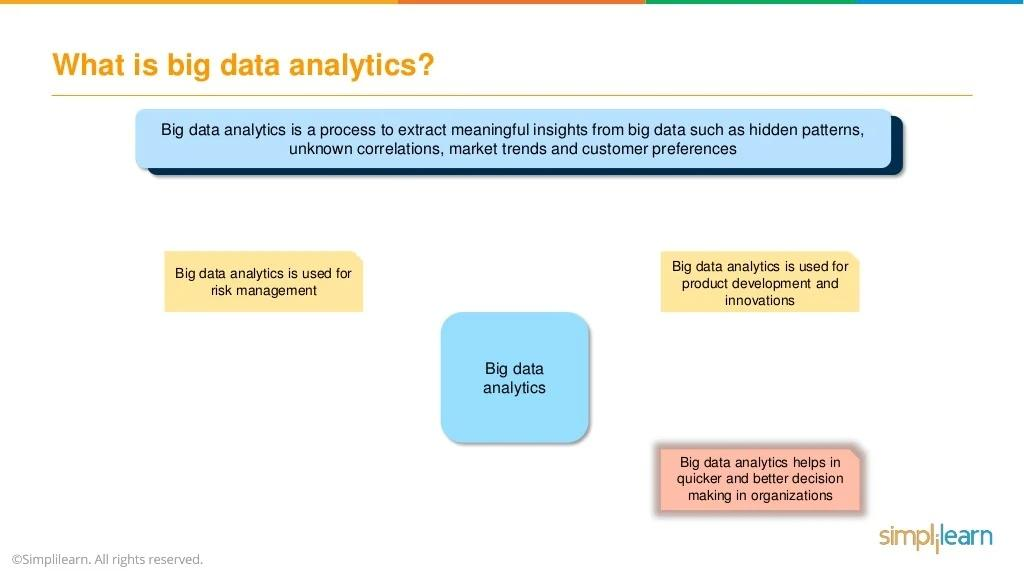 What is big data analytics?
Big data analytics is a process to extract meaningful insights from big data such as hidden patterns,
unknown correlations, market trends and customer preferences
Big data analytics is used for
risk management
Big data analytics is used for
product development and
innovations
Big data
analytics
Big data analytics helps in
quicker and better decision
making in organizations
simplilearn
©Simplilearn. All rights reserved.